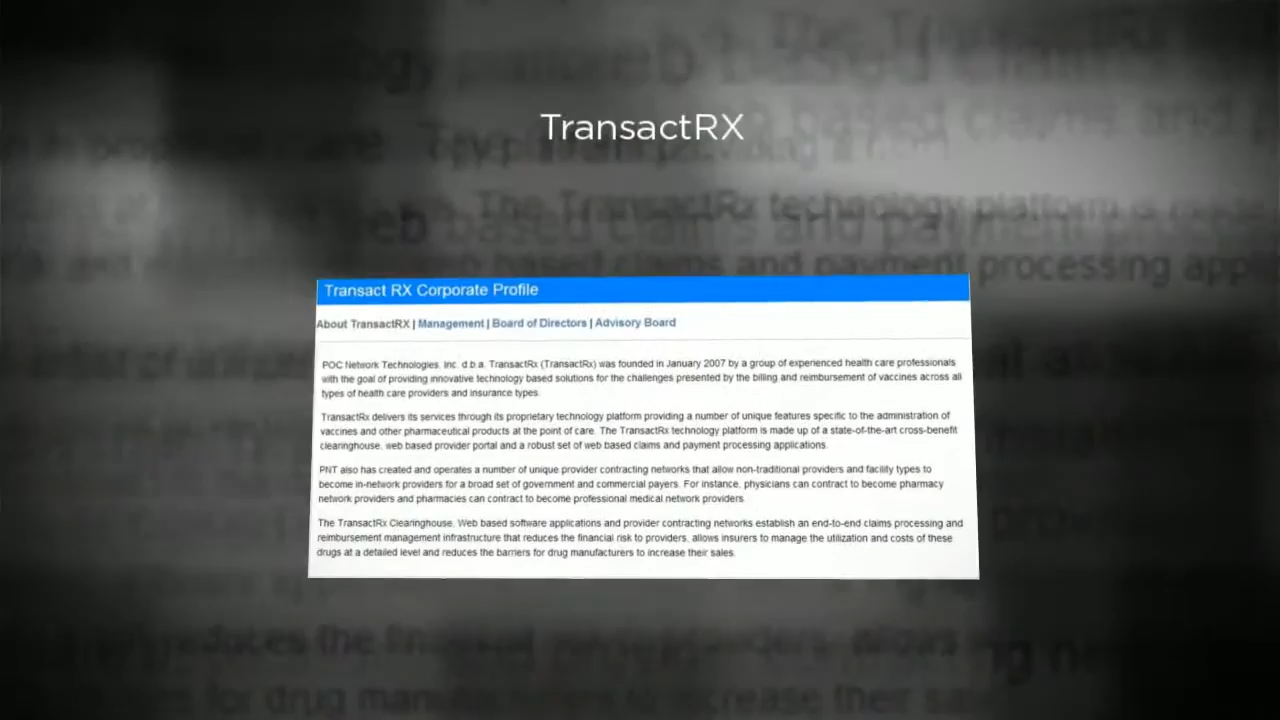 TransactRX
Transact RX Corporate Profile
About TransactRX | Management | Board of Directors | Advisory Board
POC Network Technologies, Inc. d.b.a. TransactRx (TransactRx) was founded in January 2007 by a group of experienced health care professionals
with the goal of providing innovative technology based solutions for the challenges presented by the billing and reimbursement of vaccines across all
types of health care providers and insurance types.
TransactRx delivers its services through its proprietary technology platform providing a number of unique features specific to the administration of
vaccines and other pharmaceutical products at the point of care. The TransactRx technology platform is made up of a state-of-the-art cross-benefit
clearinghouse, web based provider portal and a robust set of web based claims and payment processing applications.
PNT also has created and operates a number of unique provider contracting networks that allow non-traditional providers and facility types to
become in-network providers for a broad set of government and commercial payers. For instance, physicians can contract to become pharmacy
network providers and pharmacies can contract to become professional medical network providers.
The TransactRx Clearinghouse, Web based software applications and provider contracting networks establish an end-to-end claims processing and
reimbursement management infrastructure that reduces the financial risk to providers, allows insurers to manage the utilization and costs of these
drugs at a detailed level and reduces the barriers for drug manufacturers to increase their sales.